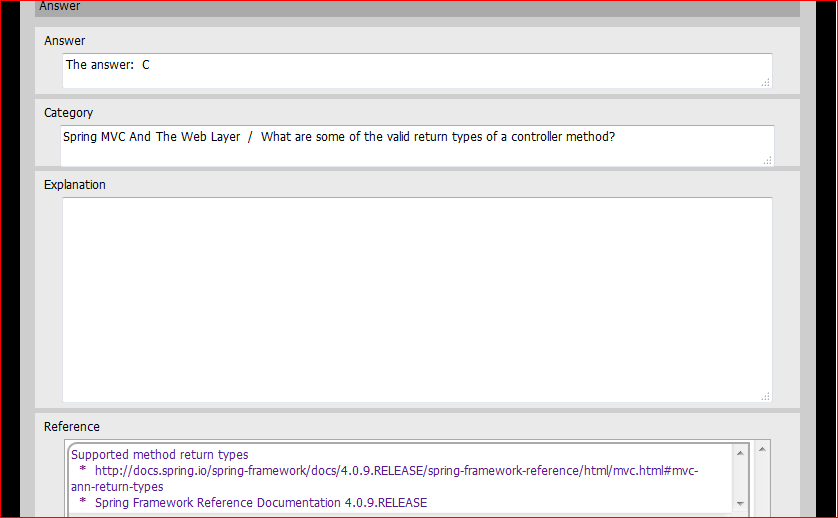 Answer
Answer
The answer:  C
Category
Spring MVC And The Web Layer  /  What are some of the valid return types of a controller method?
Explanation
Reference
Supported method return types
*  http://docs.spring.io/spring-framework/docs/4.0.9.RELEASE/spring-framework-reference/html/mvc.html#mvc-
ann-return-types
*  Spring Framework Reference Documentation 4.0.9.RELEASE